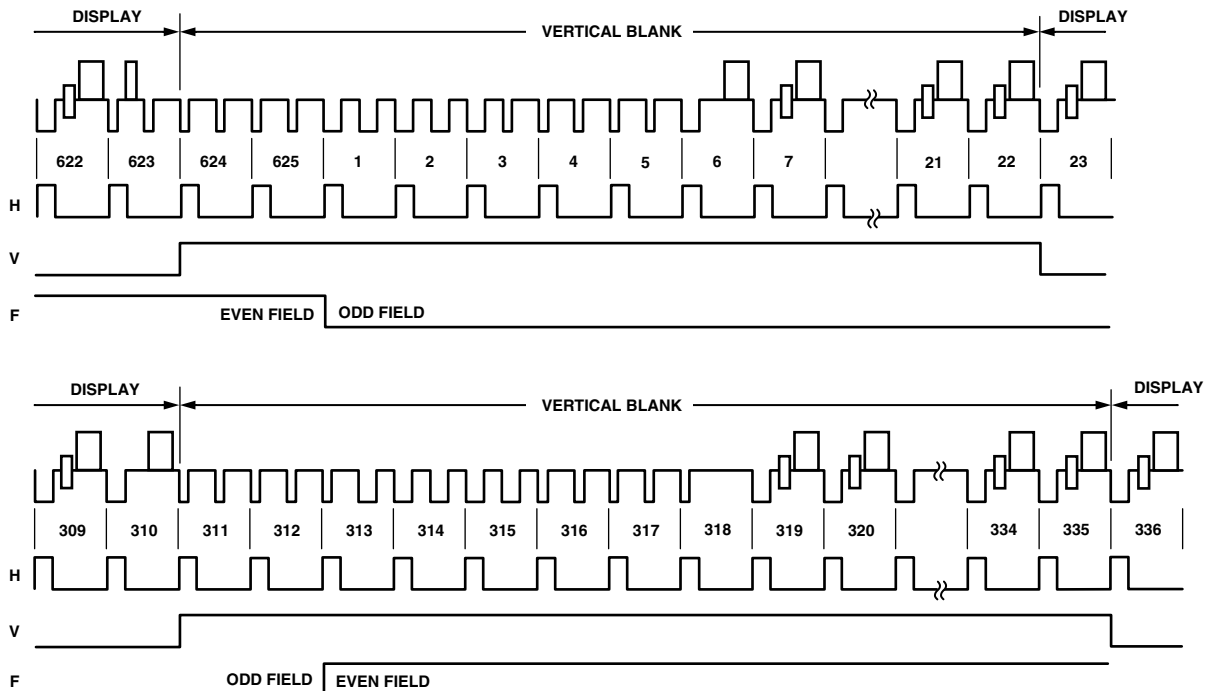 DISPLAY VERTICAL BLANK DISPLAY
622 623 624 625 1 2 3 4 5 6 7 21 22 23
H
V
F EVEN FIELD ODD FIELD
DISPLAY VERTICAL BLANK DISPLAY
309 310 311 312 313 314 315 316 317 318 319 320 334 335 336
H
V
F ODD FIELD EVEN FIELD